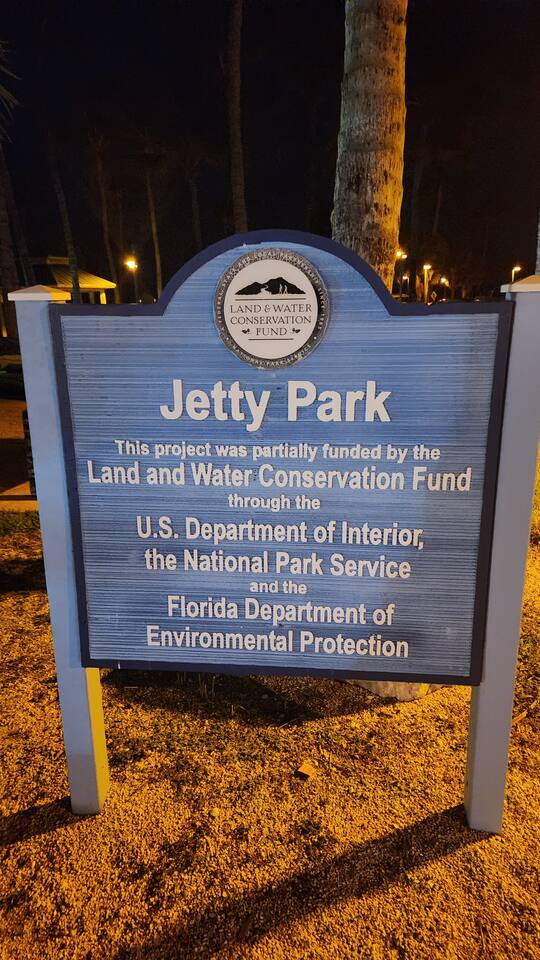 LAND & WATER
CONSERVATION
FUND
Jetty Park
This project was partially funded by the
Land and Water Conservation Fund
through the
U.S. Department of Interior,
the National Park Service
and the
Florida Department of
Environmental Protection